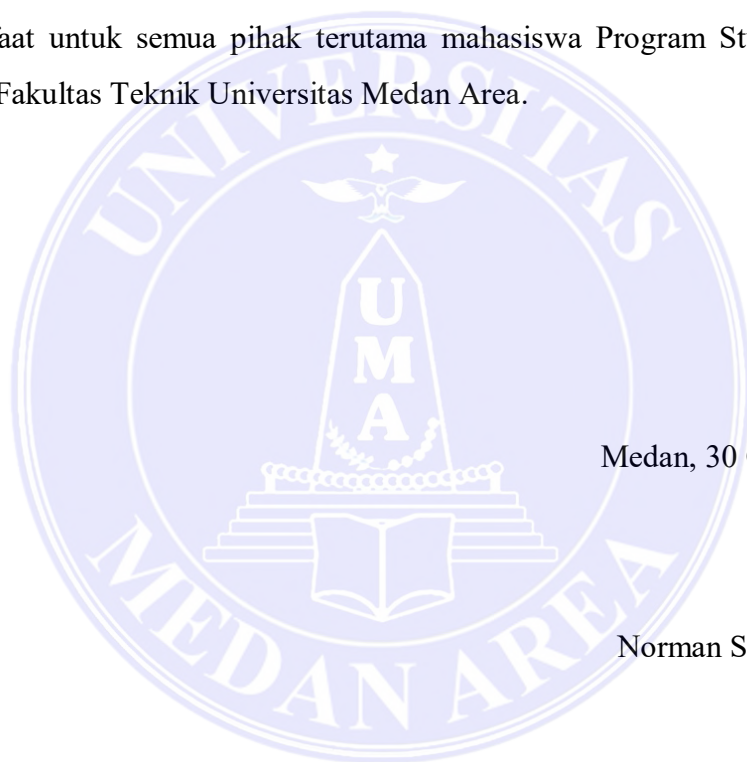 faat untuk semua pihak terutama mahasiswa Program St
Fakultas Teknik Universitas Medan Area.
UNIVERSITAS
U
M
A
Medan, 30
MEDAN AREA
Norman S